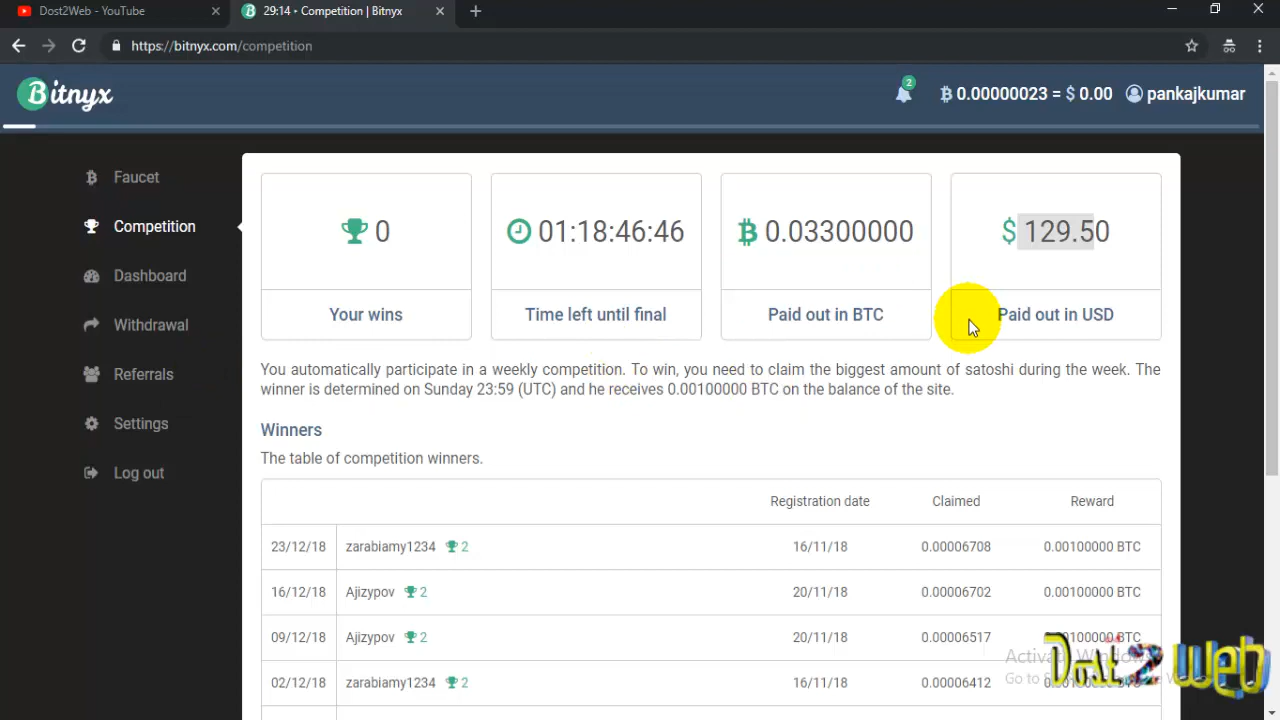 Dost2Web - YouTube
29:14 • Competition | Bitnyx
https://bitnyx.com/competition
Bitnyx
2
0.00000023 = $ 0.00
pankajkumar
Faucet
Competition
Dashboard
Withdrawal
Referrals
Settings
Log out
0
01:18:46:46
0.03300000
$ 129.50
Your wins
Time left until final
Paid out in BTC
Paid out in USD
You automatically participate in a weekly competition. To win, you need to claim the biggest amount of satoshi during the week. The
winner is determined on Sunday 23:59 (UTC) and he receives 0.00100000 BTC on the balance of the site.
Winners
The table of competition winners.
Registration date Claimed Reward
23/12/18 zarabiamy1234 2 16/11/18 0.00006708 0.00100000 BTC
16/12/18 Ajizypov 2 20/11/18 0.00006702 0.00100000 BTC
09/12/18 Ajizypov 2 20/11/18 0.00006517 0.00100000 BTC
02/12/18 zarabiamy1234 2 16/11/18 0.00006412
Activate Windows
Go to
Dost2Web